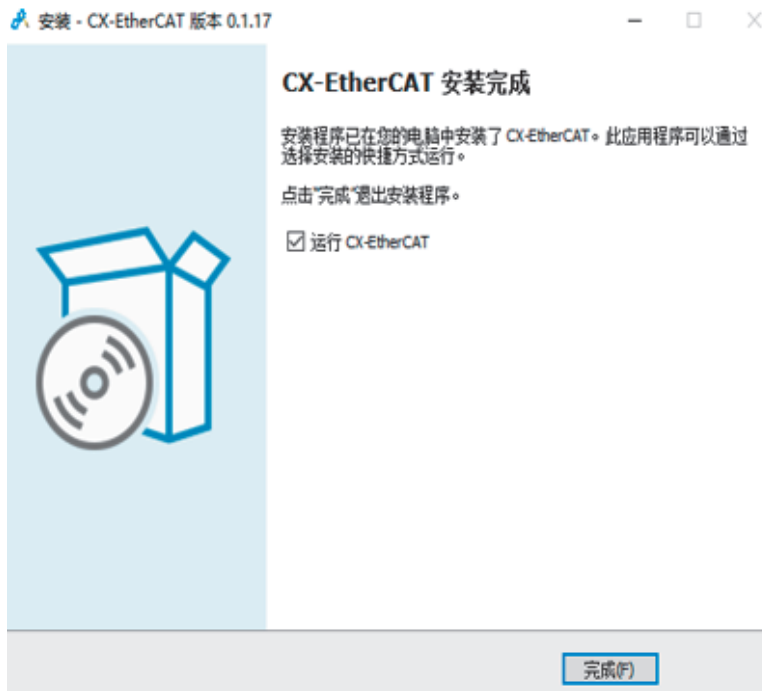 安装 - CX-EtherCAT 版本 0.1.17
CX-EtherCAT 安装完成
安装程序已在您的电脑中安装了 CX-EtherCAT。此应用程序可以通过
选择安装的快捷方式运行。
点击"完成"退出安装程序。
运行 CX-EtherCAT
完成(F)